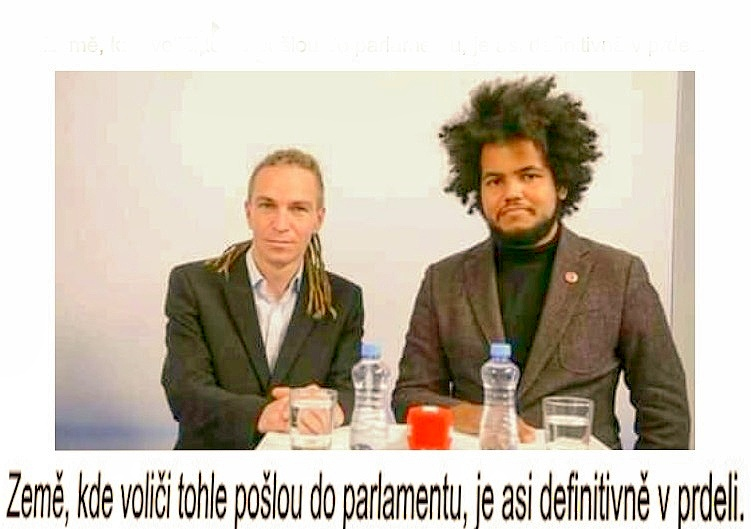 Země, kde voliči tohle pošlou do parlamentu, je asi definitivně v prdeli.